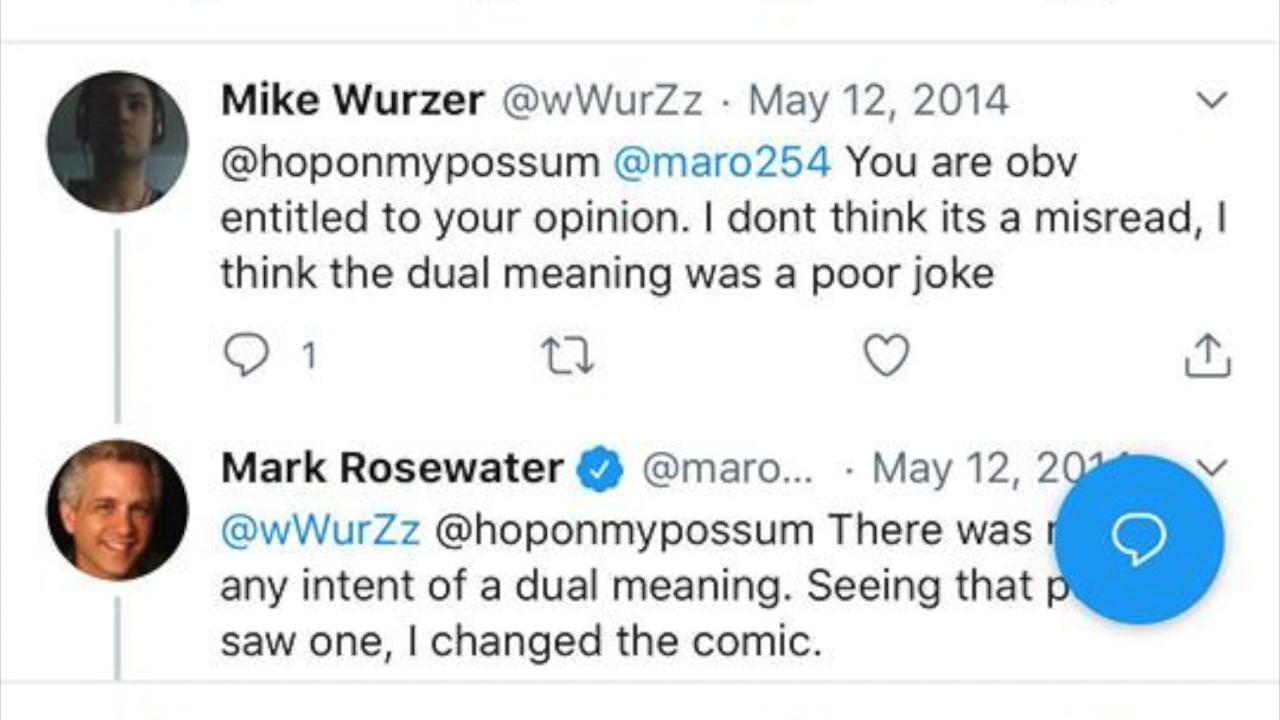 Mike Wurzer @wWurZz · May 12, 2014
@hoponmypossum @maro254 You are obv
entitled to your opinion. I dont think its a misread, I
think the dual meaning was a poor joke
1
Mark Rosewater @maro... · May 12, 201
@wWurZz @hoponmypossum There was
any intent of a dual meaning. Seeing that
saw one, I changed the comic.